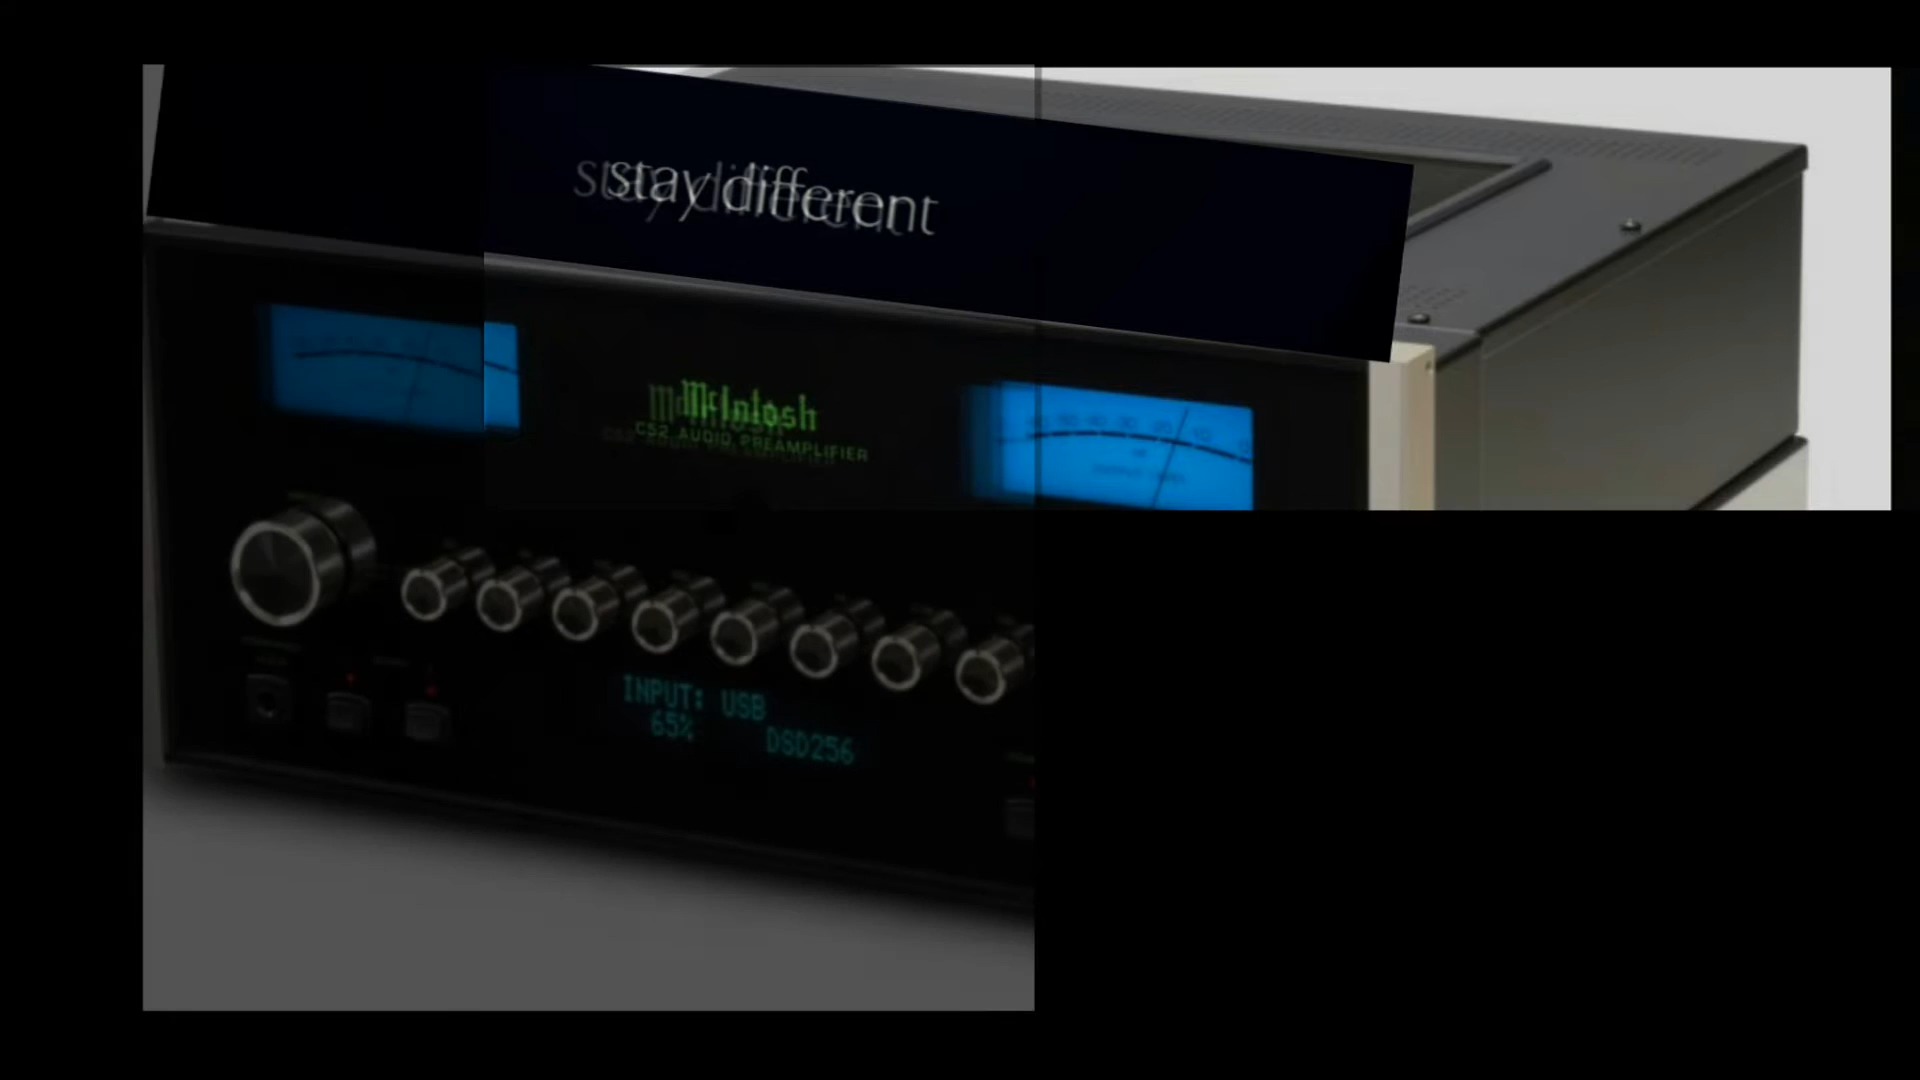 stay different
McIntosh
C52 AUDIO PREAMPLIFIER
INPUT: USB
65% DSD256